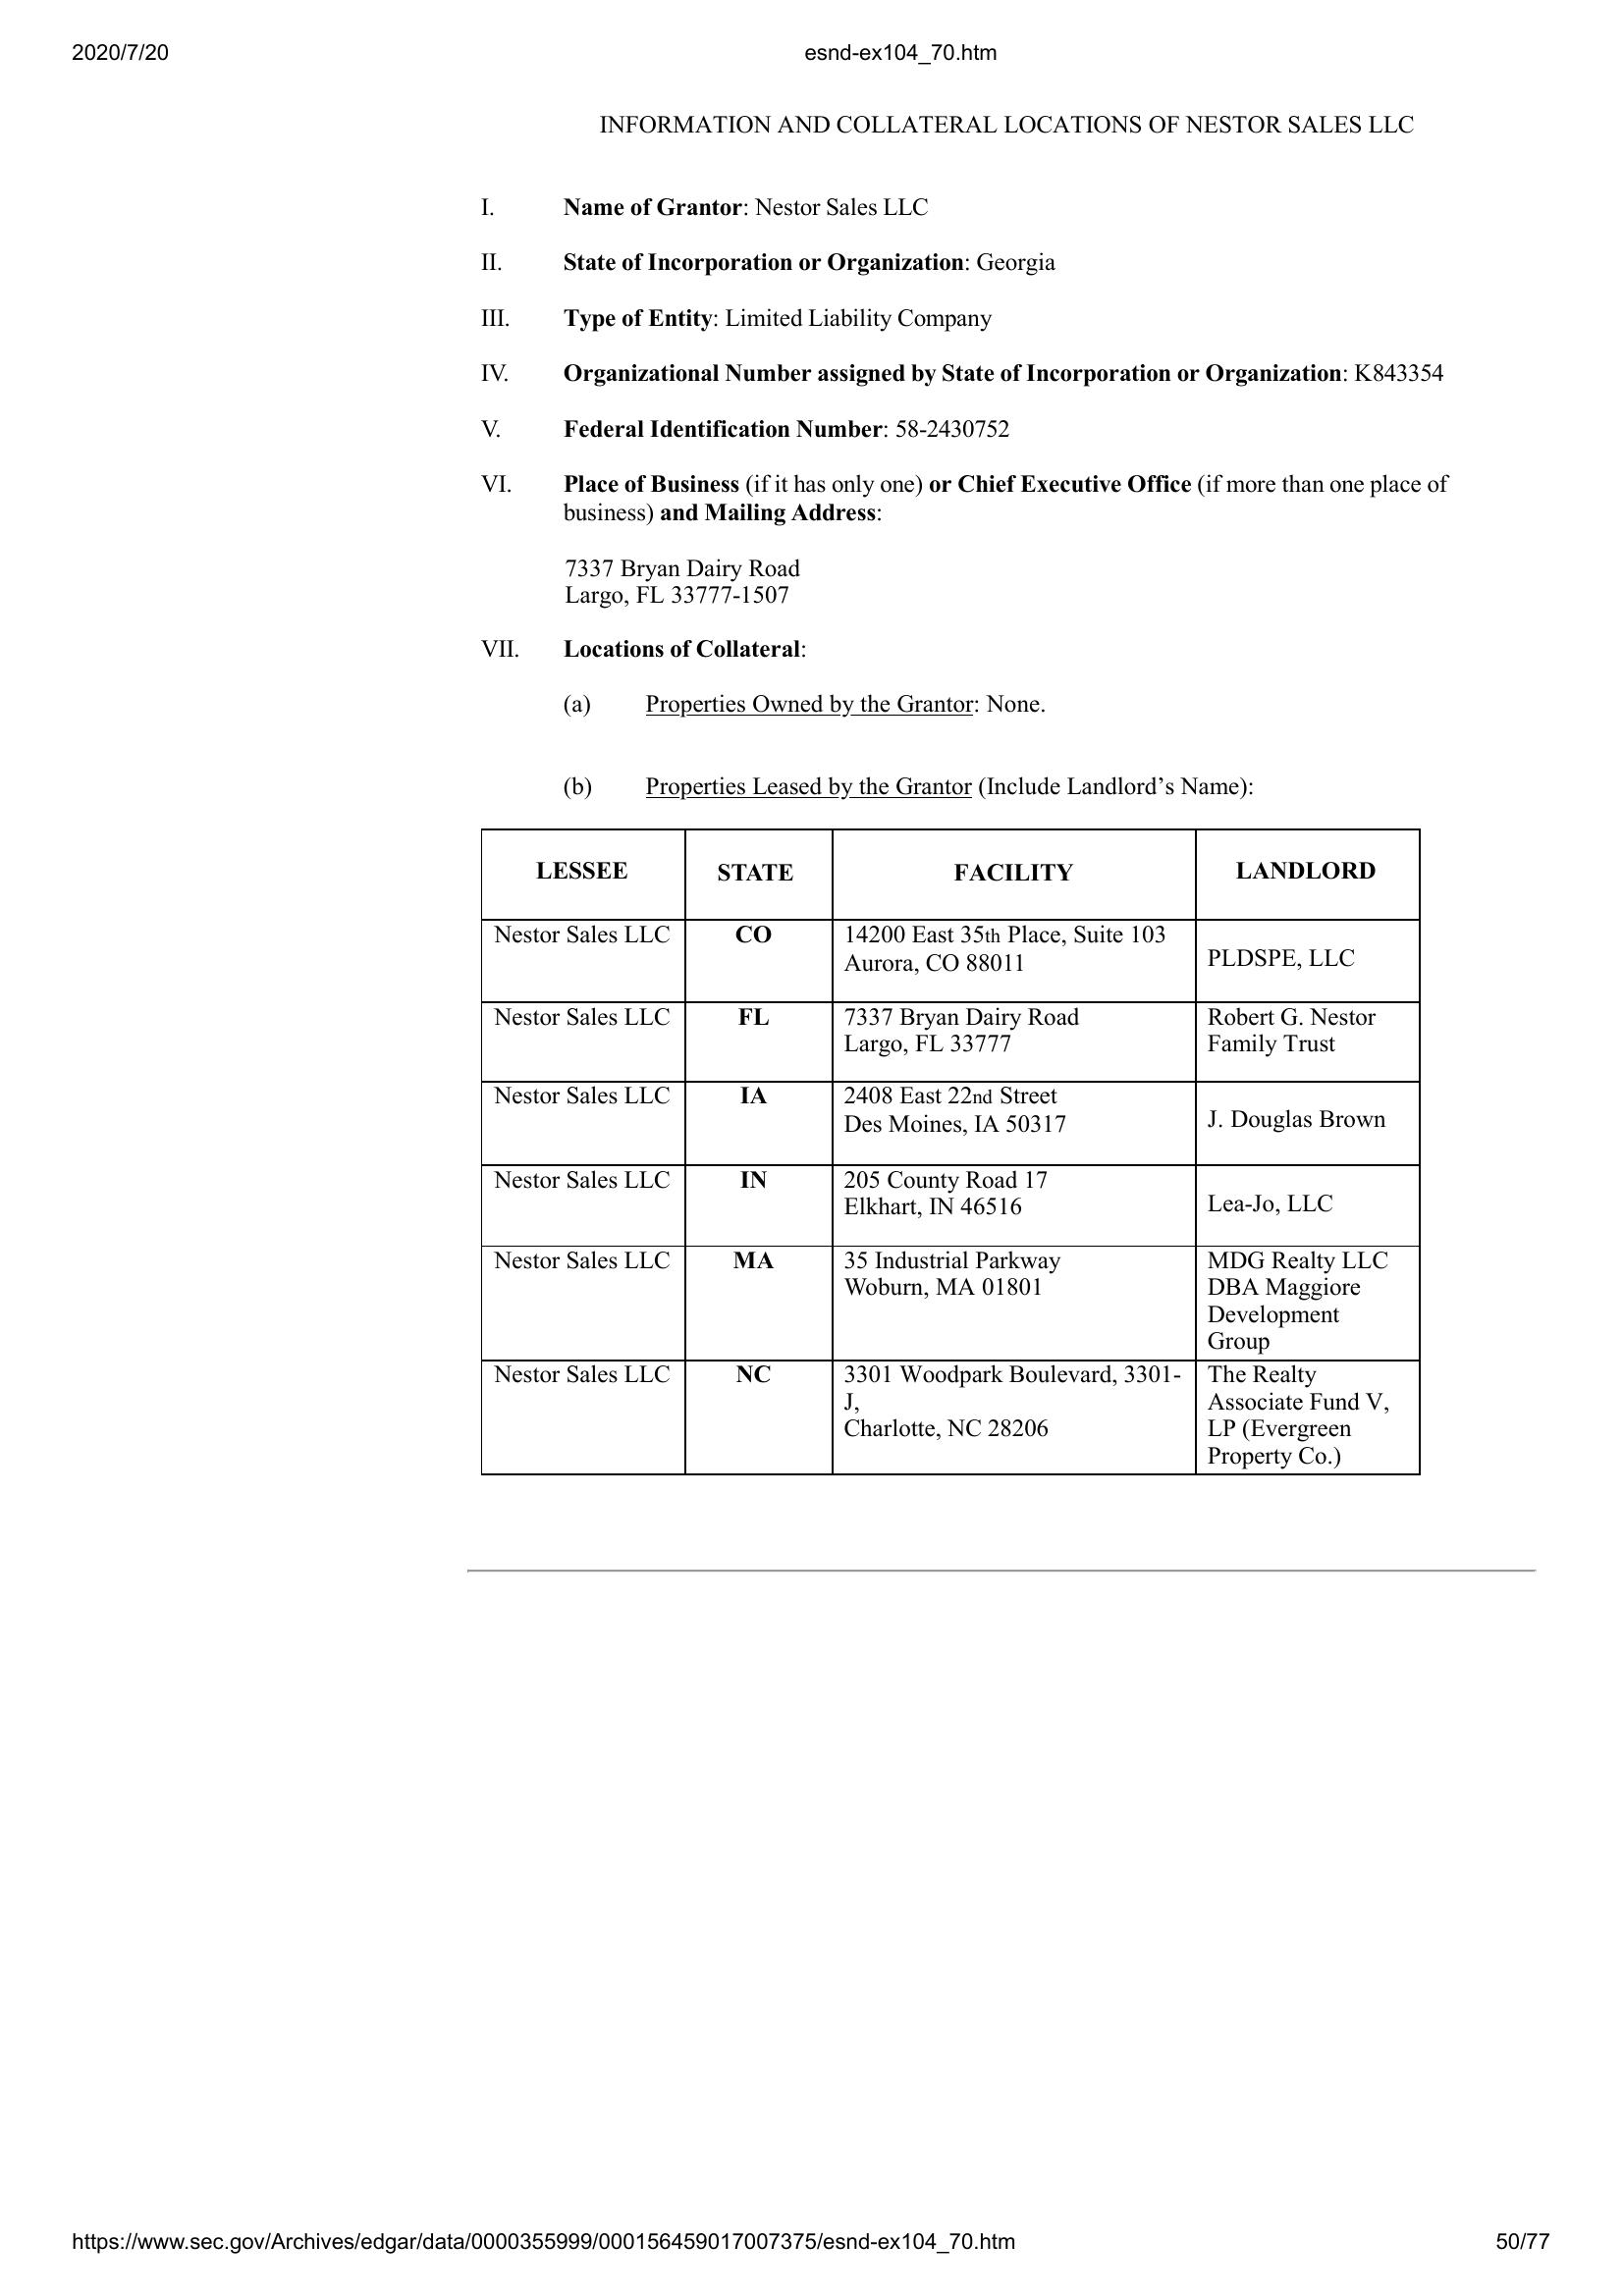 2020/7/20
esnd-ex104_70.htm
INFORMATION AND COLLATERAL LOCATIONS OF NESTOR SALES LLC
I. Name of Grantor: Nestor Sales LLC
II. State of Incorporation or Organization: Georgia
III. Type of Entity: Limited Liability Company
IV. Organizational Number assigned by State of Incorporation or Organization: K843354
V. Federal Identification Number: 58-2430752
VI. Place of Business (if it has only one) or Chief Executive Office (if more than one place of
business) and Mailing Address:
7337 Bryan Dairy Road
Largo, FL 33777-1507
VII. Locations of Collateral:
(a) Properties Owned by the Grantor: None.
(b) Properties Leased by the Grantor (Include Landlord’s Name):
LESSEE STATE FACILITY LANDLORD
Nestor Sales LLC CO 14200 East 35th Place, Suite 103
Aurora, CO 88011
PLDSPE, LLC
Nestor Sales LLC FL 7337 Bryan Dairy Road
Largo, FL 33777
Robert G. Nestor
Family Trust
Nestor Sales LLC IA 2408 East 22nd Street
Des Moines, IA 50317
J. Douglas Brown
Nestor Sales LLC IN 205 County Road 17
Elkhart, IN 46516
Lea-Jo, LLC
Nestor Sales LLC MA 35 Industrial Parkway
Woburn, MA 01801
MDG Realty LLC
DBA Maggiore
Development
Group
Nestor Sales LLC NC 3301 Woodpark Boulevard, 3301-
J,
Charlotte, NC 28206
The Realty
Associate Fund V,
LP (Evergreen
Property Co.)
https://www.sec.gov/Archives/edgar/data/0000355999/000156459017007375/esnd-ex104_70.htm
50/77